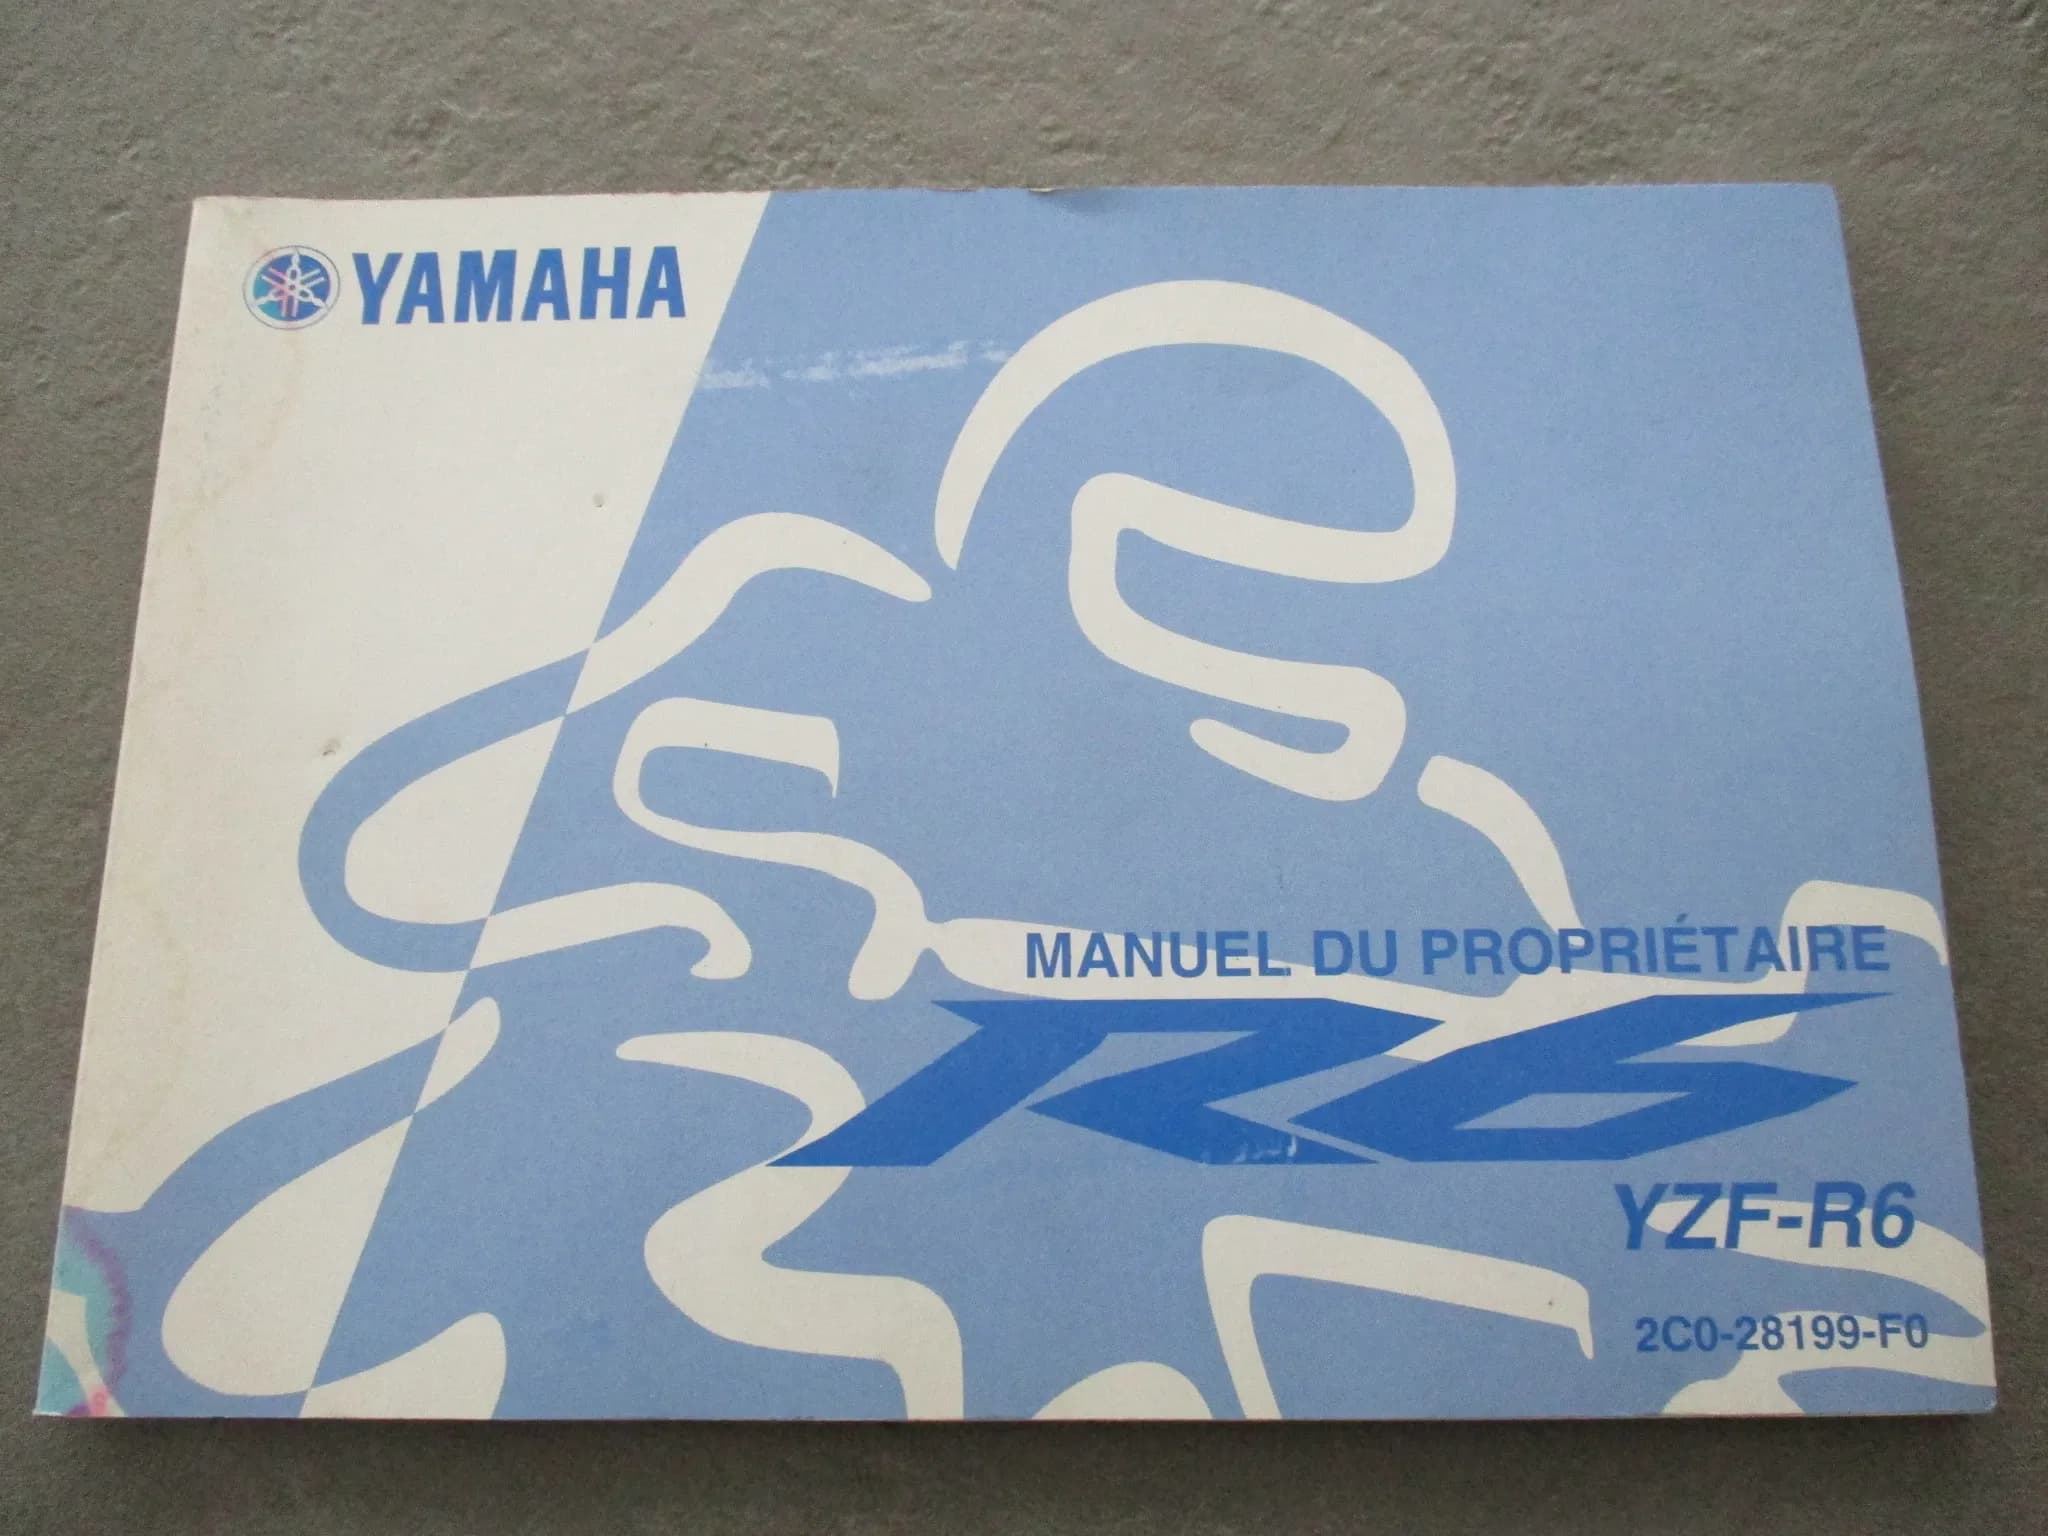 YAMAHA
MANUEL DU PROPRIÉTAIRE
R6
YZF-R6
2C0-28199-F0